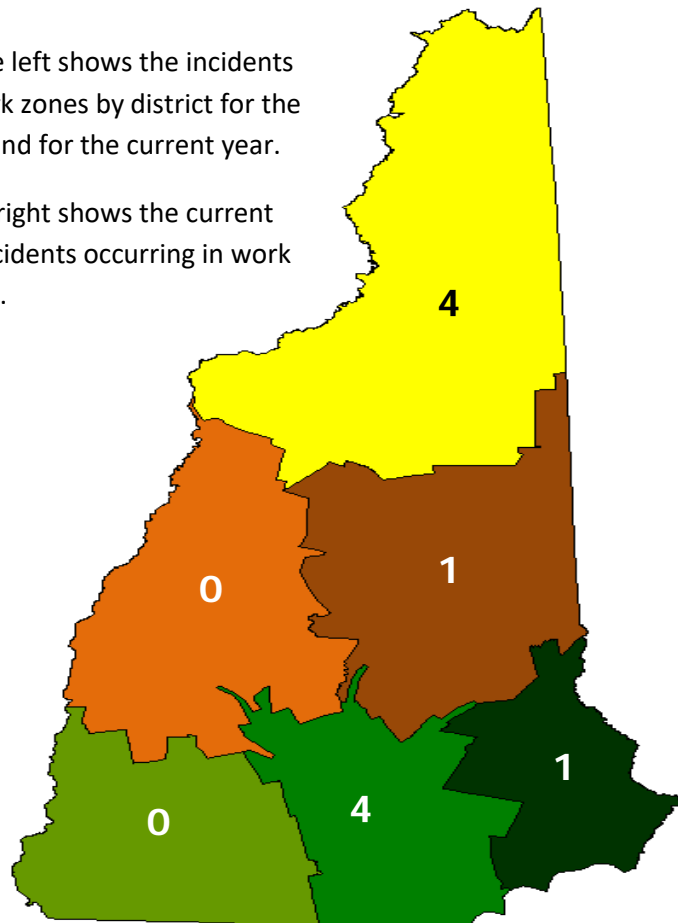 e left shows the incidents
k zones by district for the
nd for the current year.
right shows the current
cidents occurring in work
.
4
1
0
1
4
0